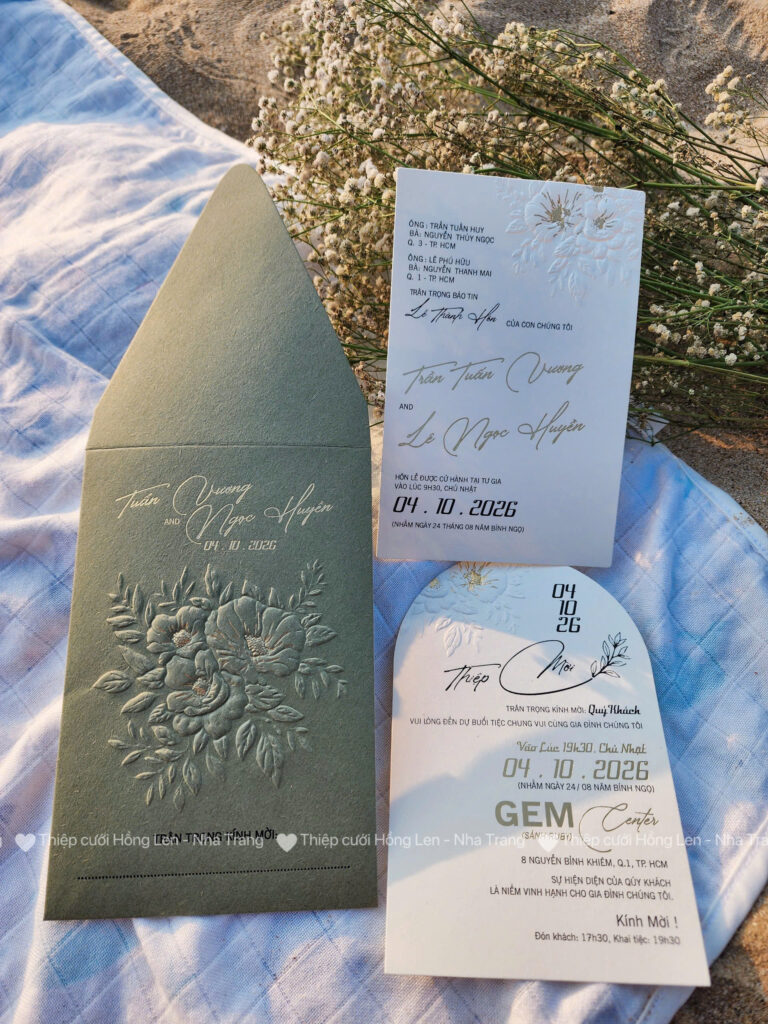 Tuấn Vương
AND Ngọc Huyền
04 . 10 . 2026
TRÂN TRỌNG KÍNH MỜI:
ÔNG : TRẦN TUẤN HUY
BÀ: NGUYỄN THÚY NGỌC
Q. 3 - TP. HCM
ÔNG : LÊ PHÚ HỮU
BÀ: NGUYỄN THANH MAI
Q. 1 - TP. HCM
TRÂN TRỌNG BÁO TIN
Lễ Thành Hôn CỦA CON CHÚNG TÔI
Trần Tuấn Vương
AND
Lê Ngọc Huyền
HÔN LỄ ĐƯỢC CỬ HÀNH TẠI TƯ GIA
VÀO LÚC 9H30, CHỦ NHẬT
04 . 10 . 2026
(NHẰM NGÀY 24 THÁNG 08 NĂM BÍNH NGỌ)
04
10
26
Thiệp Mời
TRÂN TRỌNG KÍNH MỜI: Quý Khách
VUI LÒNG ĐẾN DỰ BUỔI TIỆC CHUNG VUI CÙNG GIA ĐÌNH CHÚNG TÔI
Vào Lúc 19h30, Chủ Nhật
04 . 10 . 2026
(NHẰM NGÀY 24 / 08 NĂM BÍNH NGỌ)
GEM Center
(SẢNH RUBY)
8 NGUYỄN BỈNH KHIÊM, Q.1, TP. HCM
SỰ HIỆN DIỆN CỦA QÚY KHÁCH
LÀ NIỀM VINH HẠNH CHO GIA ĐÌNH CHÚNG TÔI.
Kính Mời !
Đón khách: 17h30, Khai tiệc: 19h30
Thiệp cưới Hồng Len - Nha Trang
Thiệp cưới Hồng Len - Nha Trang
Thiệp cưới Hồng Len - Nha Trang